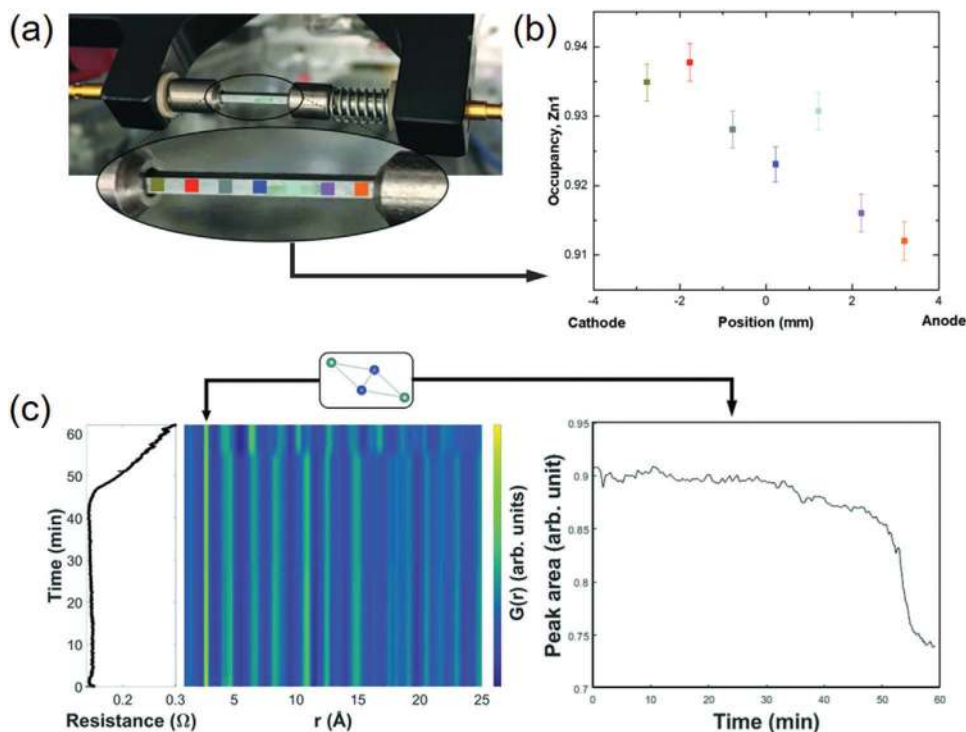 (a)
(b)
0.94
0.93
0.92
0.91
Occupancy, Zn1
-4
-2
0
2
4
Cathode
Position (mm)
Anode
(c)
60
50
40
30
20
10
0
Time (min)
0.2
0.3
Resistance (Ω)
5
10
15
20
25
r (Å)
G(r) (arb. units)
0.95
0.9
0.85
0.8
0.75
0.7
Peak area (arb. unit)
0
10
20
30
40
50
60
Time (min)